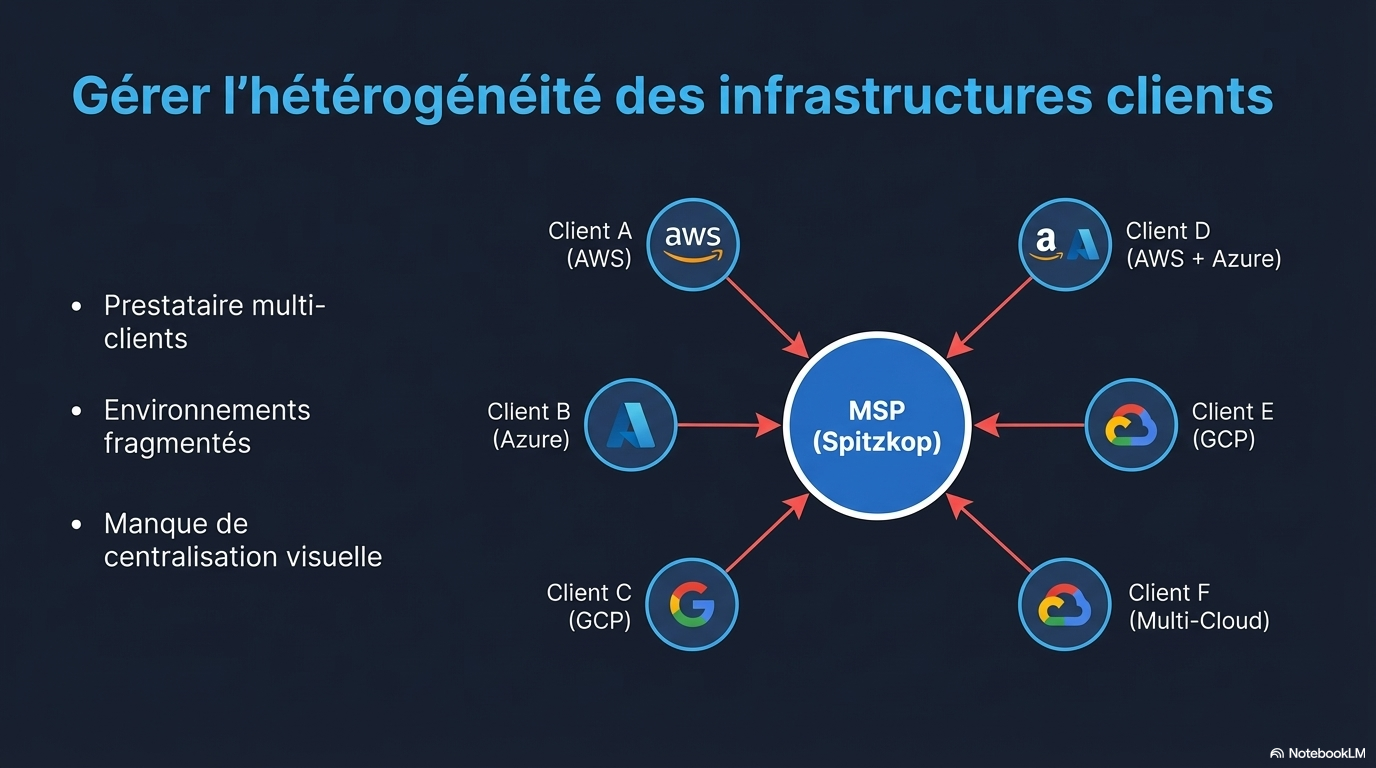 Gérer l’hétérogénéité des infrastructures clients
• Prestataire multi-
clients
• Environnements
fragmentés
• Manque de
centralisation visuelle
Client A
(AWS)
aws
a
Client D
(AWS + Azure)
Client B
(Azure)
MSP
(Spitzkop)
Client E
(GCP)
Client C
(GCP)
G
Client F
(Multi-Cloud)
NotebookLM